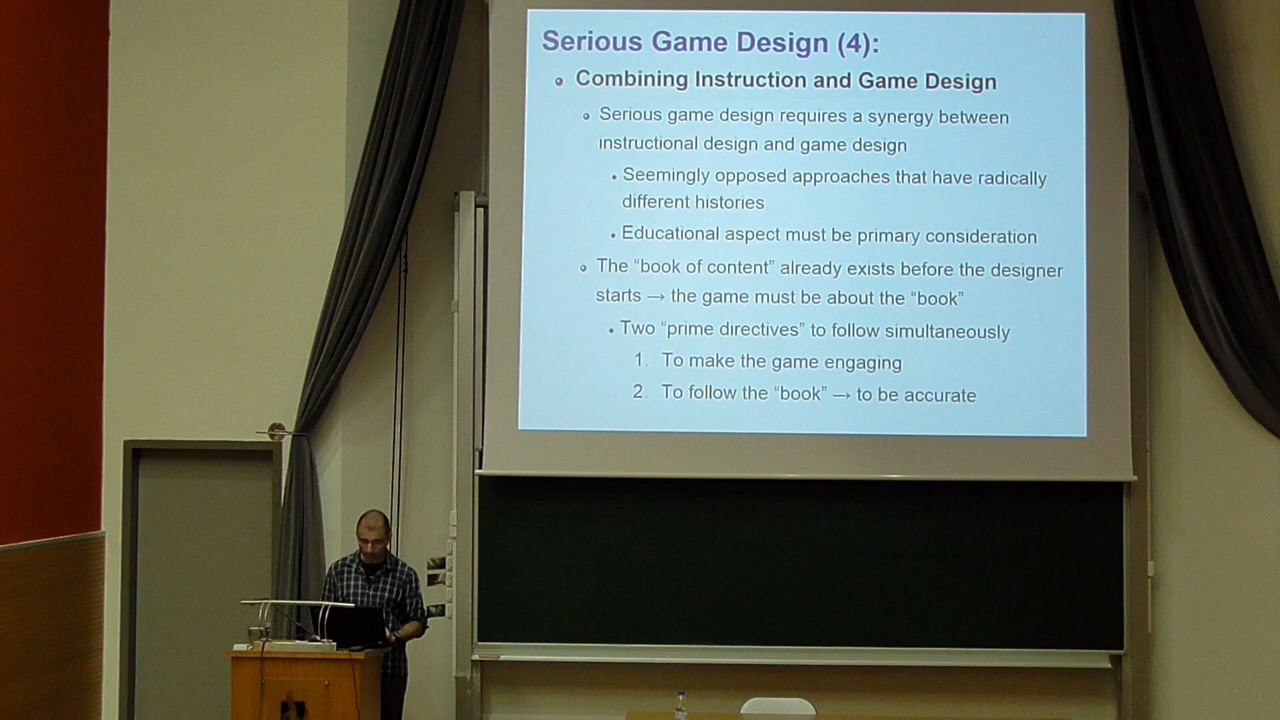 Serious Game Design (4):
Combining Instruction and Game Design
Serious game design requires a synergy between
instructional design and game design
Seemingly opposed approaches that have radically
different histories
Educational aspect must be primary consideration
The “book of content” already exists before the designer
starts → the game must be about the “book”
Two “prime directives” to follow simultaneously
1. To make the game engaging
2. To follow the “book” → to be accurate